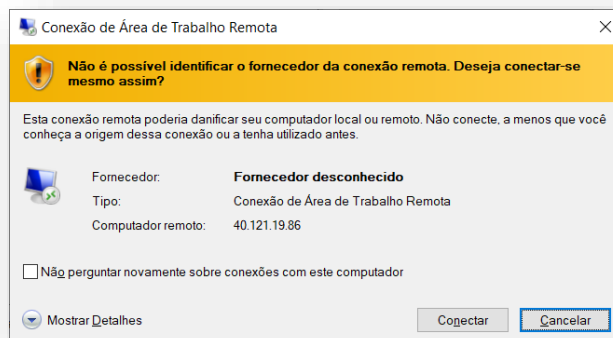 Conexão de Área de Trabalho Remota
Não é possível identificar o fornecedor da conexão remota. Deseja conectar-se
mesmo assim?
Esta conexão remota poderia danificar seu computador local ou remoto. Não conecte, a menos que você
conheça a origem dessa conexão ou a tenha utilizado antes.
Fornecedor: Fornecedor desconhecido
Tipo: Conexão de Área de Trabalho Remota
Computador remoto: 40.121.19.86
Não perguntar novamente sobre conexões com este computador
Mostrar Detalhes Conectar Cancelar